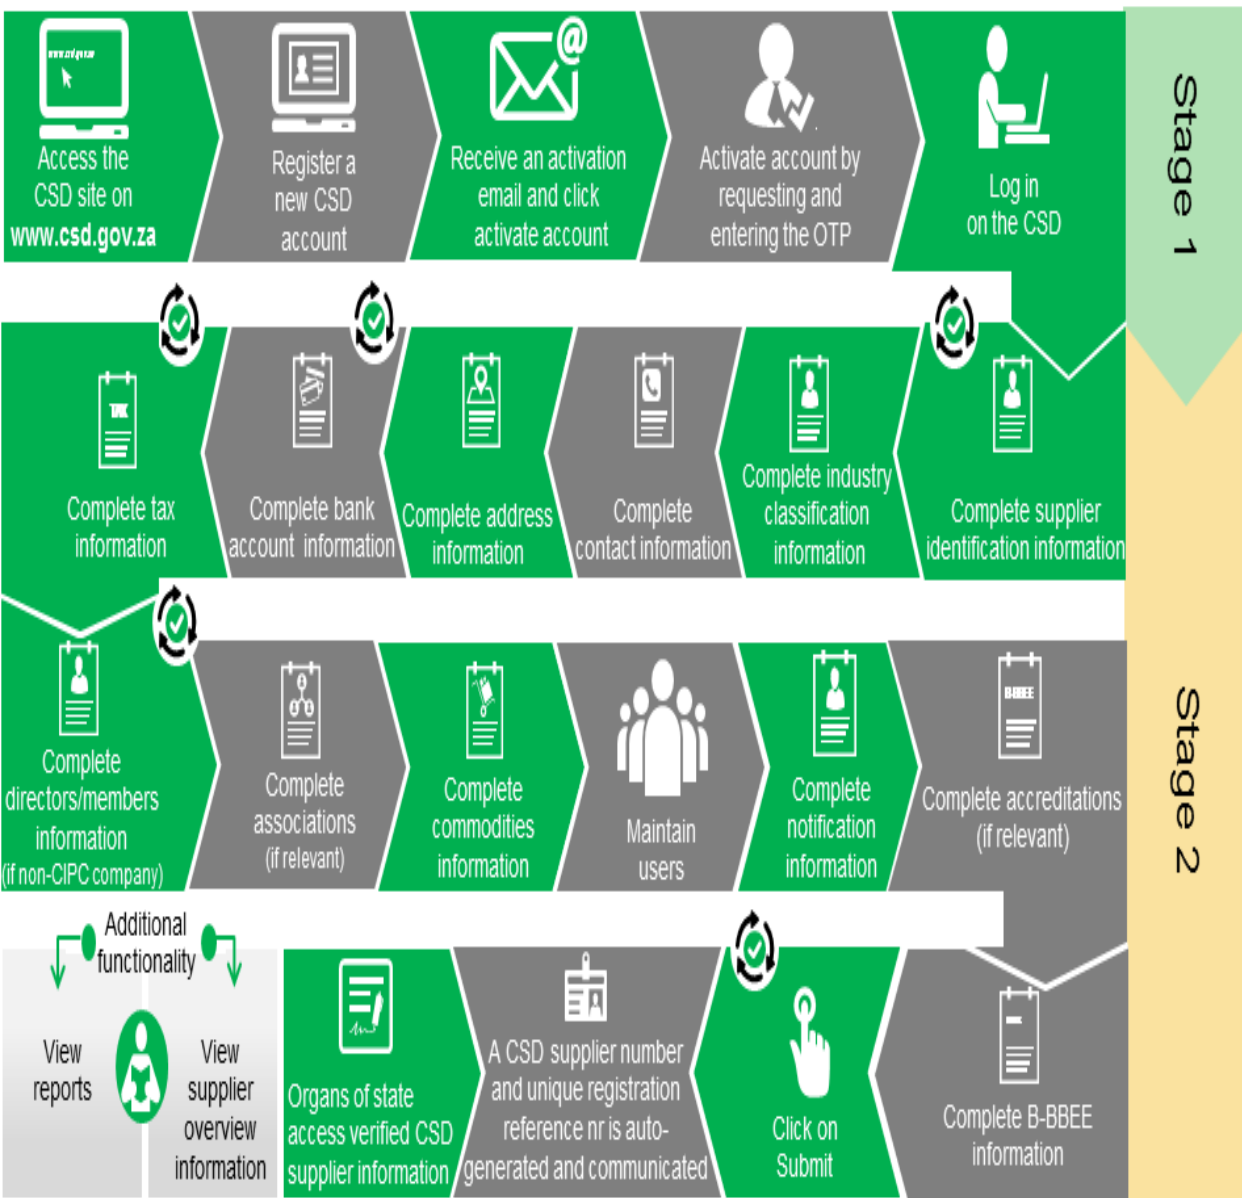 www.csd.gov.za
Access the
CSD site on
www.csd.gov.za
Register a
new CSD
account
@
Receive an activation
email and click
activate account
Activate account by
requesting and
entering the OTP
Log in
on the CSD
Stage 1
Complete supplier
identification information
Complete industry
classification
information
Complete
contact information
Complete address
information
Complete bank
account information
TAX
Complete tax
information
Complete
directors/members
information
(if non-CIPC company)
Complete
associations
(if relevant)
Complete
commodities
information
Maintain
users
Complete
notification
information
B-BBEE
Complete accreditations
(if relevant)
Stage 2
Complete B-BBEE
information
Click on
Submit
A CSD supplier number
and unique registration
reference nr is auto-
generated and communicated
Organs of state
access verified CSD
supplier information
Additional
functionality
View
reports
View
supplier
overview
information